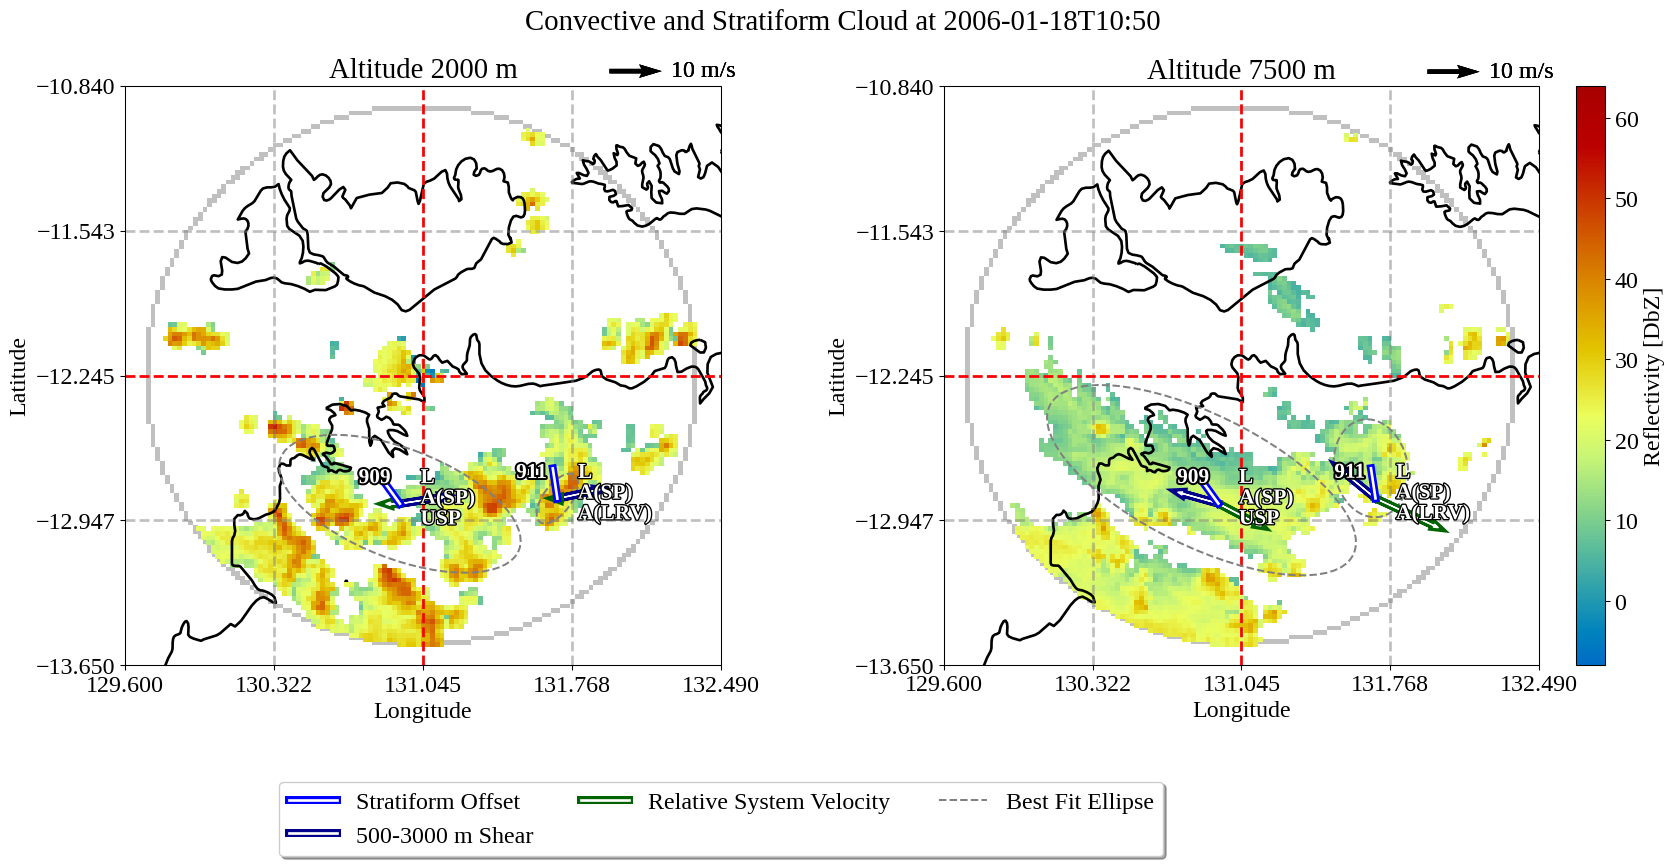 Convective and Stratiform Cloud at 2006-01-18T10:50
Altitude 2000 m
10 m/s
−10.840
−11.543
−12.245
−12.947
−13.650
Latitude
129.600
130.322
131.045
131.768
132.490
Longitude
909
L
A(SP)
USP
911
L
A(SP)
A(LRV)
Altitude 7500 m
10 m/s
−10.840
−11.543
−12.245
−12.947
−13.650
Latitude
129.600
130.322
131.045
131.768
132.490
Longitude
909
L
A(SP)
USP
911
L
A(SP)
A(LRV)
60
50
40
30
20
10
0
Reflectivity [DbZ]
Stratiform Offset
500-3000 m Shear
Relative System Velocity
Best Fit Ellipse